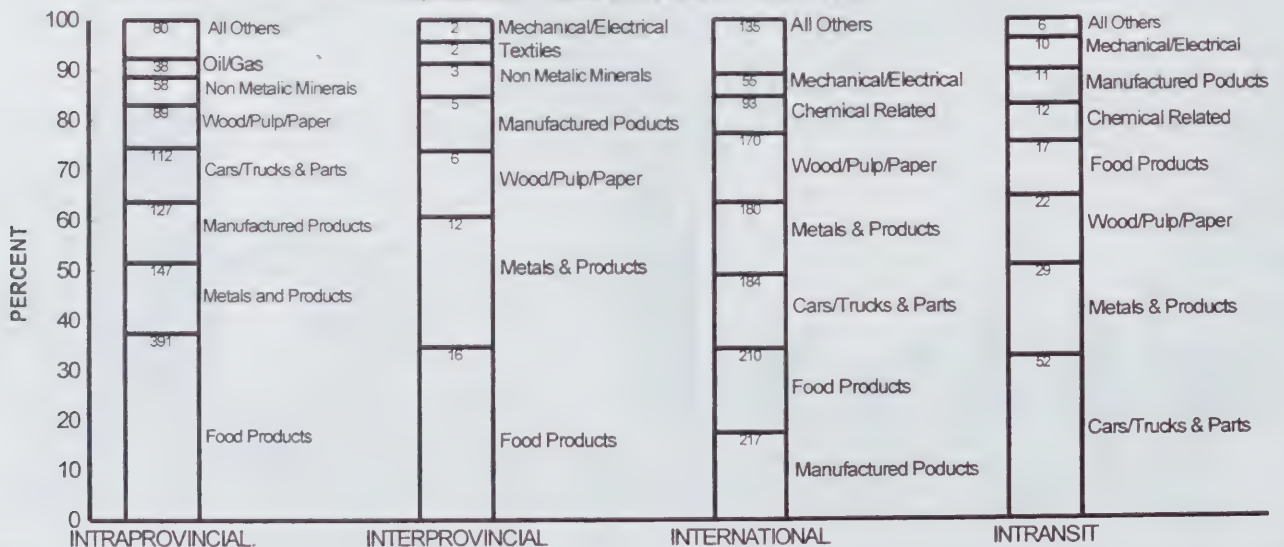 PERCENT
100
90
80
70
60
50
40
30
20
10
0
80 All Others
38 Oil/Gas
58 Non Metalic Minerals
89 Wood/Pulp/Paper
112 Cars/Trucks & Parts
127 Manufactured Products
147 Metals and Products
391 Food Products
INTRAPROVINCIAL.
2 Mechanical/Electrical
2 Textiles
3 Non Metalic Minerals
5 Manufactured Poducts
6 Wood/Pulp/Paper
12 Metals & Products
16 Food Products
INTERPROVINCIAL
135 All Others
55 Mechanical/Electrical
93 Chemical Related
170 Wood/Pulp/Paper
180 Metals & Products
184 Cars/Trucks & Parts
210 Food Products
217 Manufactured Poducts
INTERNATIONAL
6 All Others
10 Mechanical/Electrical
11 Manufactured Poducts
12 Chemical Related
17 Food Products
22 Wood/Pulp/Paper
29 Metals & Products
52 Cars/Trucks & Parts
INTRANSIT